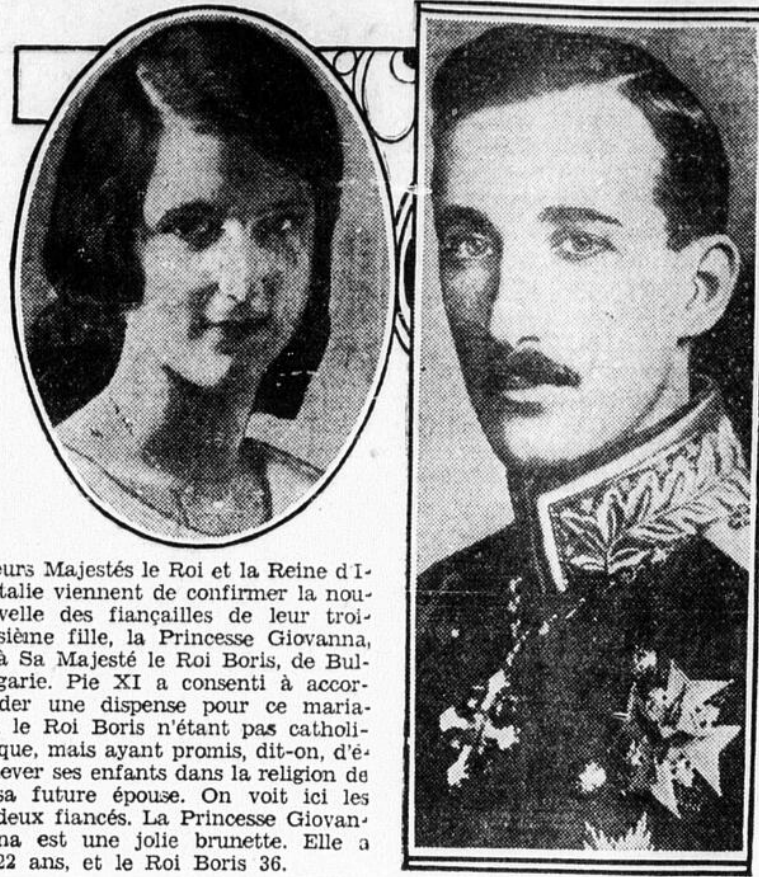 eurs Majestés le Roi et la Reine d'I-
talie viennent de confirmer la nou-
velle des fiançailles de leur troi-
sième fille, la Princesse Giovanna,
à Sa Majesté le Roi Boris, de Bul-
garie. Pie XI a consenti à accor-
der une dispense pour ce maria-
le Roi Boris n'étant pas catholi-
que, mais ayant promis, dit-on, d'é-
ever ses enfants dans la religion de
sa future épouse. On voit ici les
deux fiancés. La Princesse Giovan-
na est une jolie brunette. Elle a
22 ans, et le Roi Boris 36.